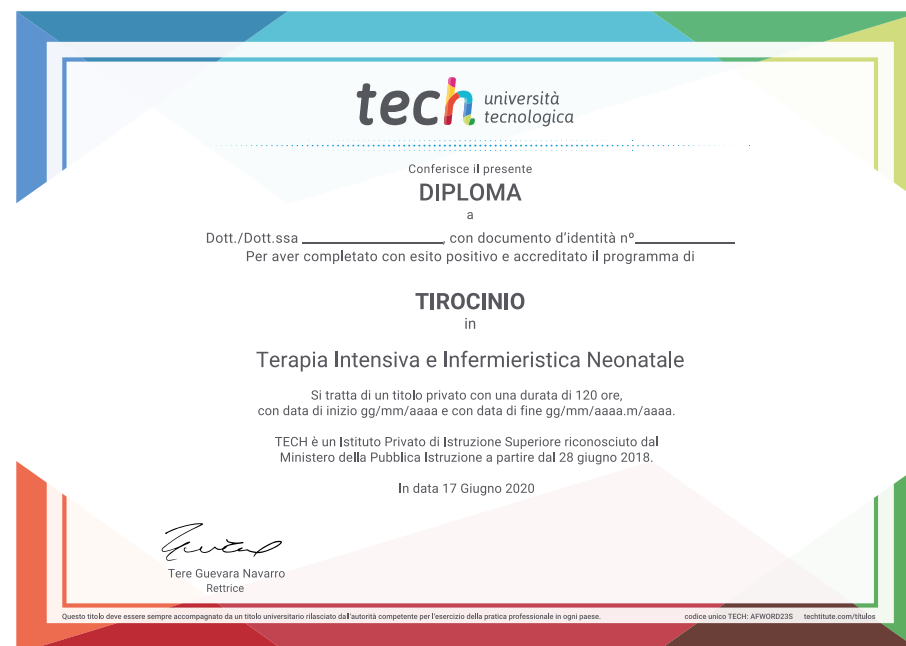 tech università
tecnologica
Conferisce il presente
DIPLOMA
a
Dott./Dott.ssa ____________________, con documento d'identità nº______________
Per aver completato con esito positivo e accreditato il programma di
TIROCINIO
in
Terapia Intensiva e Infermieristica Neonatale
Si tratta di un titolo privato con una durata di 120 ore,
con data di inizio gg/mm/aaaa e con data di fine gg/mm/aaaa.m/aaaa.
TECH è un Istituto Privato di Istruzione Superiore riconosciuto dal
Ministero della Pubblica Istruzione a partire dal 28 giugno 2018.
In data 17 Giugno 2020
Tere Guevara Navarro
Rettrice
Questo titolo deve essere sempre accompagnato da un titolo universitario rilasciato dall'autorità competente per l'esercizio della pratica professionale in ogni paese. codice unico TECH: AFWORD23S techtitute.com/titulos